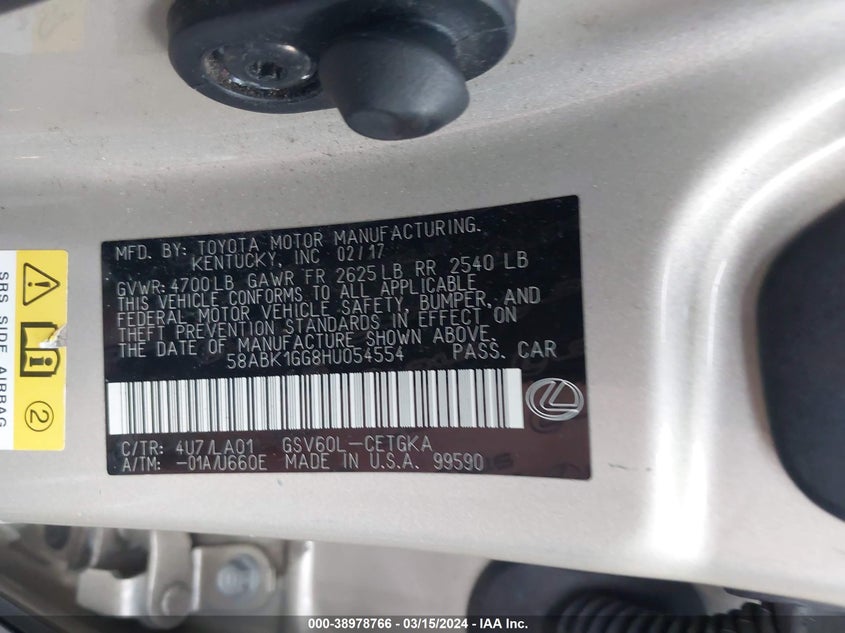 MFD. BY: TOYOTA MOTOR MANUFACTURING.
KENTUCKY, INC 02/17
GVWR: 4700LB GAWR FR 2625LB RR 2540 LB
THIS VEHICLE CONFORMS TO ALL APPLICABLE
FEDERAL MOTOR VEHICLE SAFETY, BUMPER, AND
THEFT PREVENTION STANDARDS IN EFFECT ON
THE DATE OF MANUFACTURE SHOWN ABOVE.
58ABK1GG8HU054554 PASS. CAR
C/TR: 4U7/LA01 GSV60L-CETGKA
A/TM: -01A/U660E MADE IN U.S.A. 99590
SRS SIDE AIRBAG
2
000-38978766 - 03/15/2024 - IAA Inc.